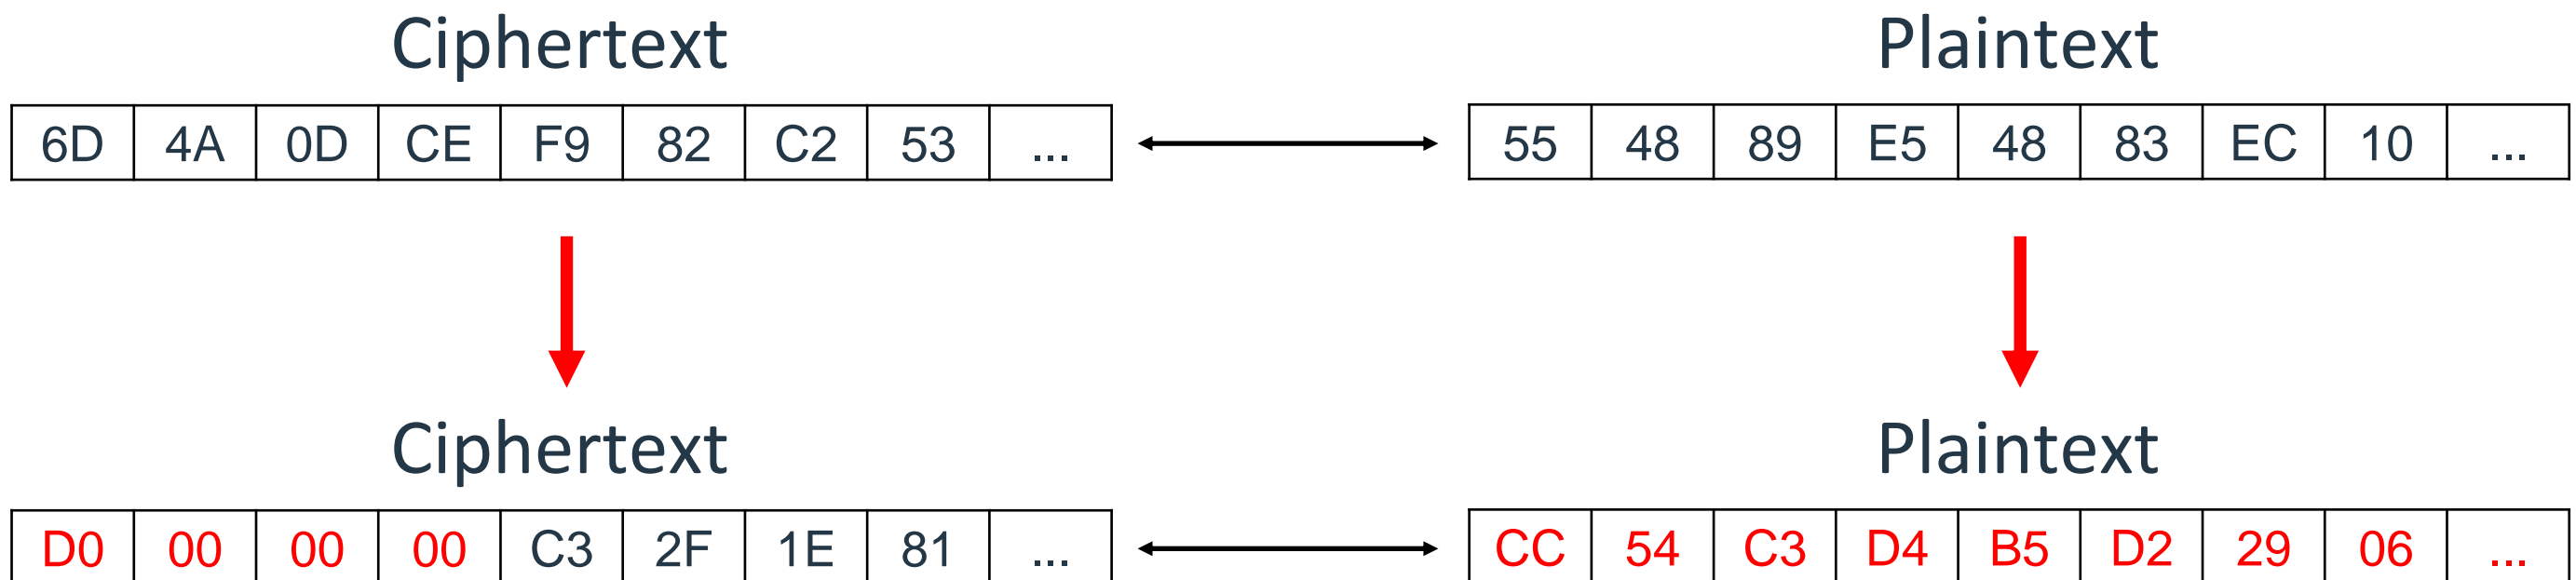 Ciphertext Plaintext
6D 4A 0D CE F9 82 C2 53 ... 55 48 89 E5 48 83 EC 10 ...
Ciphertext Plaintext
D0 00 00 00 C3 2F 1E 81 ... CC 54 C3 D4 B5 D2 29 06 ...